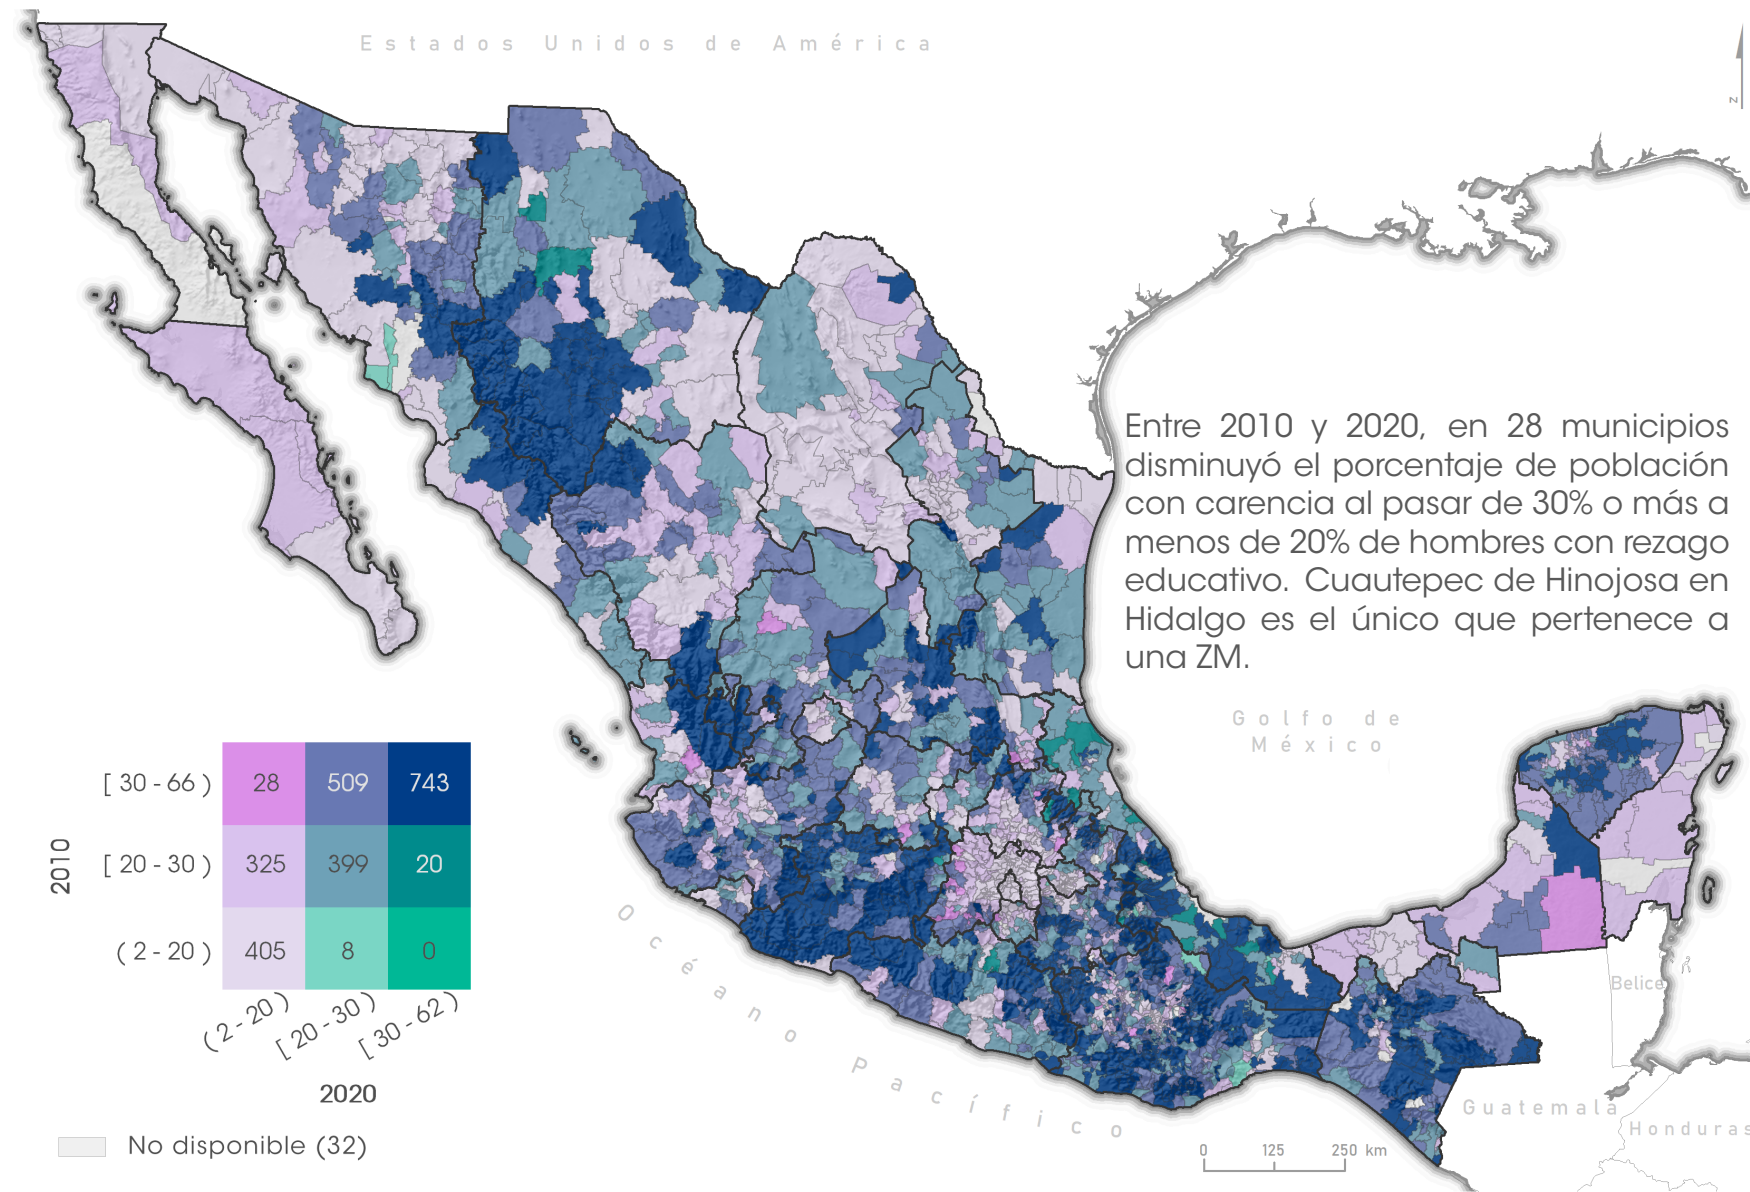 Estados Unidos de América
z
Entre 2010 y 2020, en 28 municipios
disminuyó el porcentaje de población
con carencia al pasar de 30% o más a
menos de 20% de hombres con rezago
educativo. Cuautepec de Hinojosa en
Hidalgo es el único que pertenece a
una ZM.
Golfo de
México
[ 30 - 66 ) 28 509 743
[ 20 - 30 ) 325 399 20
( 2 - 20 ) 405 8 0
2010
( 2 - 20 ) [ 20 - 30 ) [ 30 - 62 )
2020
No disponible (32)
Océano Pacífico
Belice
Guatemala
Honduras
0 125 250 km